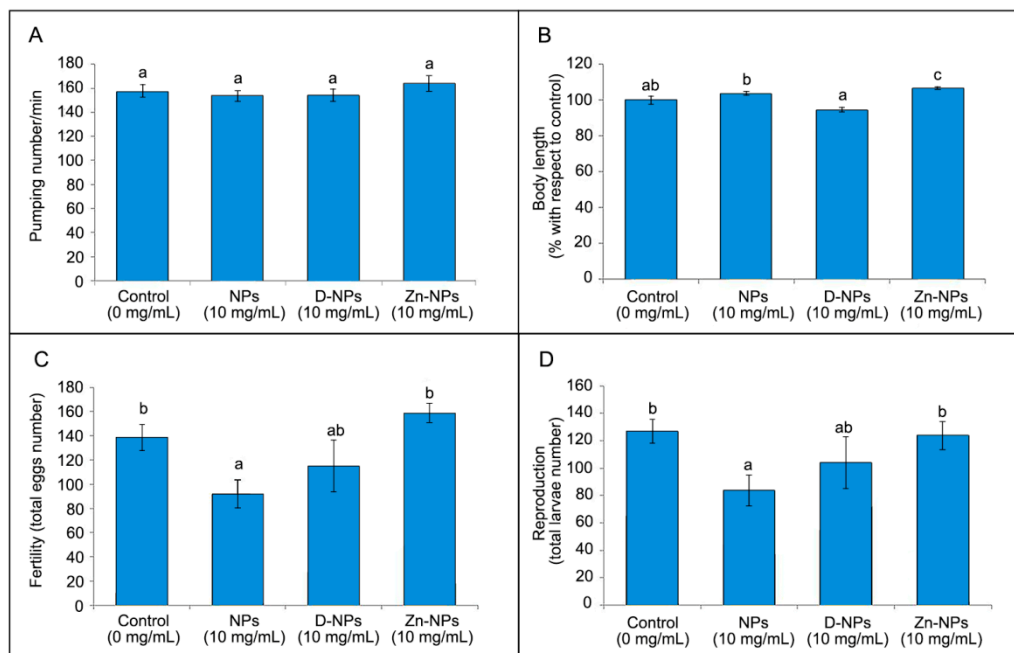 A
Pumping number/min
180
160
140
120
100
80
60
40
20
0
a
a
a
a
Control
(0 mg/mL)
NPs
(10 mg/mL)
D-NPs
(10 mg/mL)
Zn-NPs
(10 mg/mL)
B
Body length
(% with respect to control)
120
100
80
60
40
20
0
ab
b
a
c
Control
(0 mg/mL)
NPs
(10 mg/mL)
D-NPs
(10 mg/mL)
Zn-NPs
(10 mg/mL)
C
Fertility (total eggs number)
180
160
140
120
100
80
60
40
20
0
b
a
ab
b
Control
(0 mg/mL)
NPs
(10 mg/mL)
D-NPs
(10 mg/mL)
Zn-NPs
(10 mg/mL)
D
Reproduction
(total larvae number)
160
140
120
100
80
60
40
20
0
b
a
ab
b
Control
(0 mg/mL)
NPs
(10 mg/mL)
D-NPs
(10 mg/mL)
Zn-NPs
(10 mg/mL)